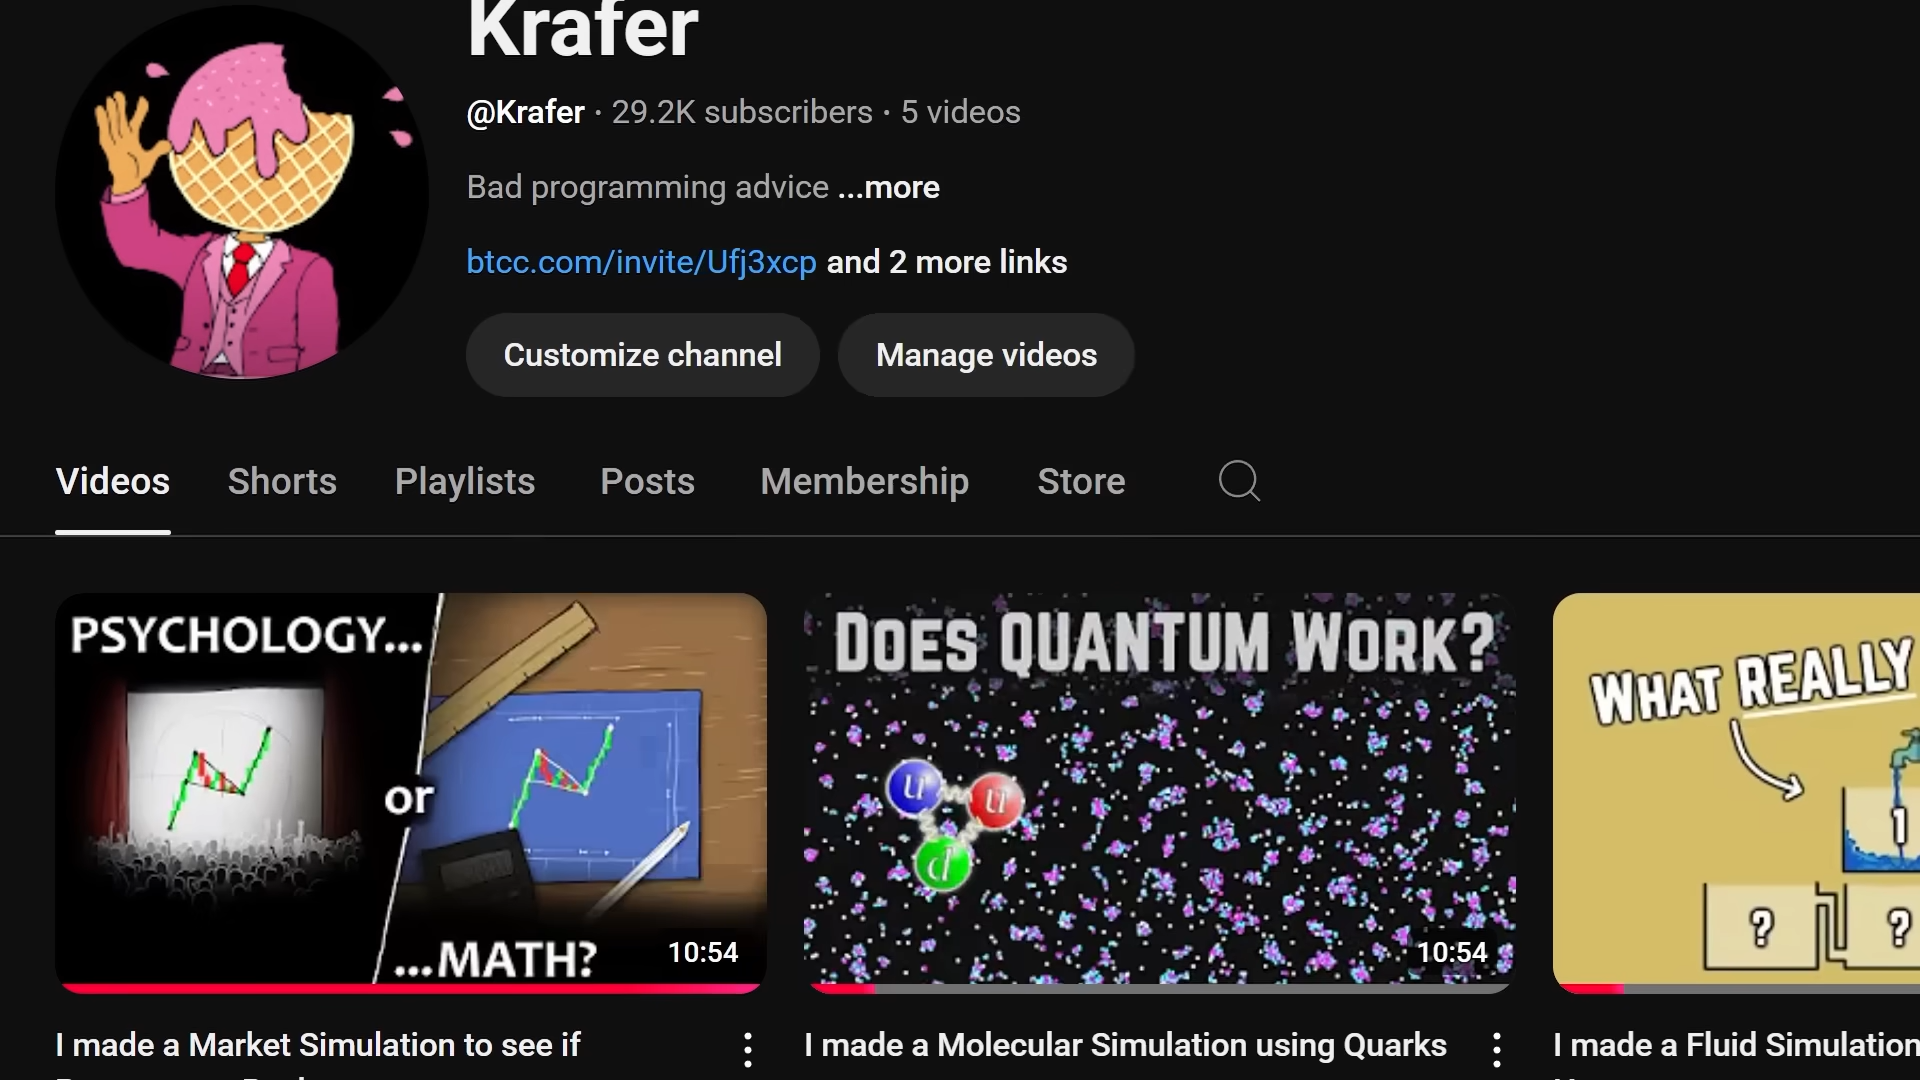 Krafer
@Krafer · 29.2K subscribers · 5 videos
Bad programming advice ...more
btcc.com/invite/Ufj3xcp and 2 more links
Customize channel
Manage videos
Videos
Shorts
Playlists
Posts
Membership
Store
PSYCHOLOGY...
or
...MATH?
10:54
DOES QUANTUM WORK?
u
u
d
10:54
WHAT REALLY
1
?
?
I made a Market Simulation to see if
I made a Molecular Simulation using Quarks
I made a Fluid Simulation